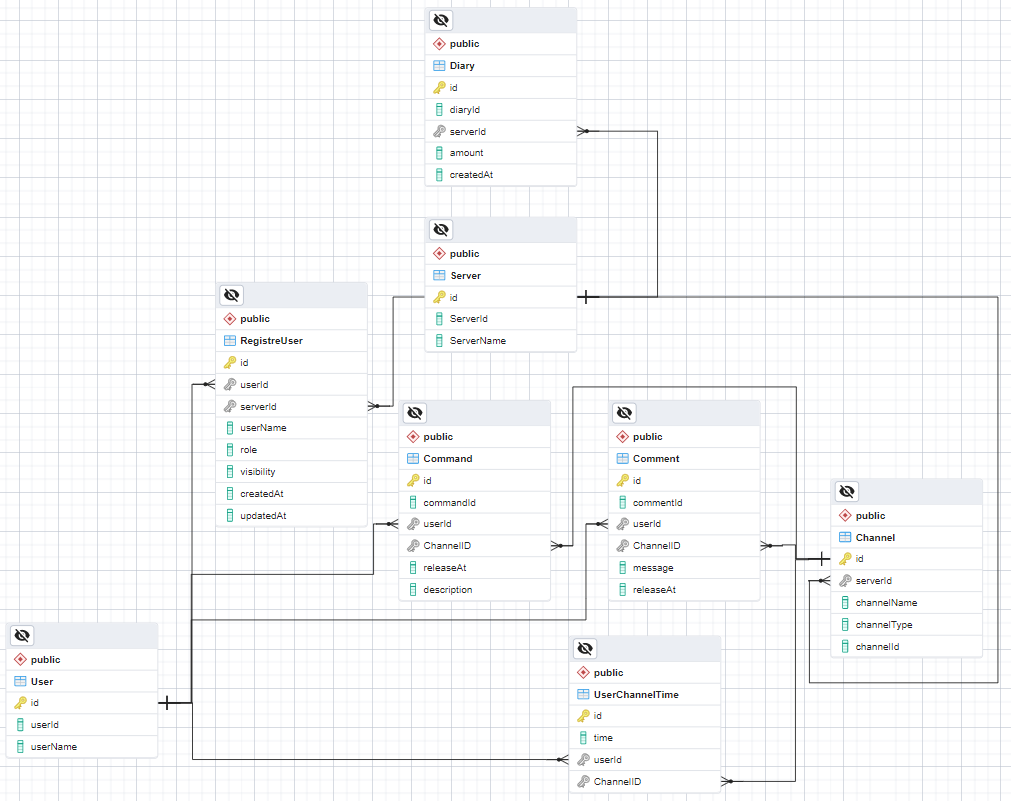 public
Diary
id
diaryId
serverId
amount
createdAt
public
Server
id
ServerId
ServerName
public
RegistreUser
id
userId
serverId
userName
role
visibility
createdAt
updatedAt
public
Command
id
commandId
userId
ChannelID
releaseAt
description
public
Comment
id
commentId
userId
ChannelID
message
releaseAt
public
Channel
id
serverId
channelName
channelType
channelId
public
User
id
userId
userName
public
UserChannelTime
id
time
userId
ChannelID